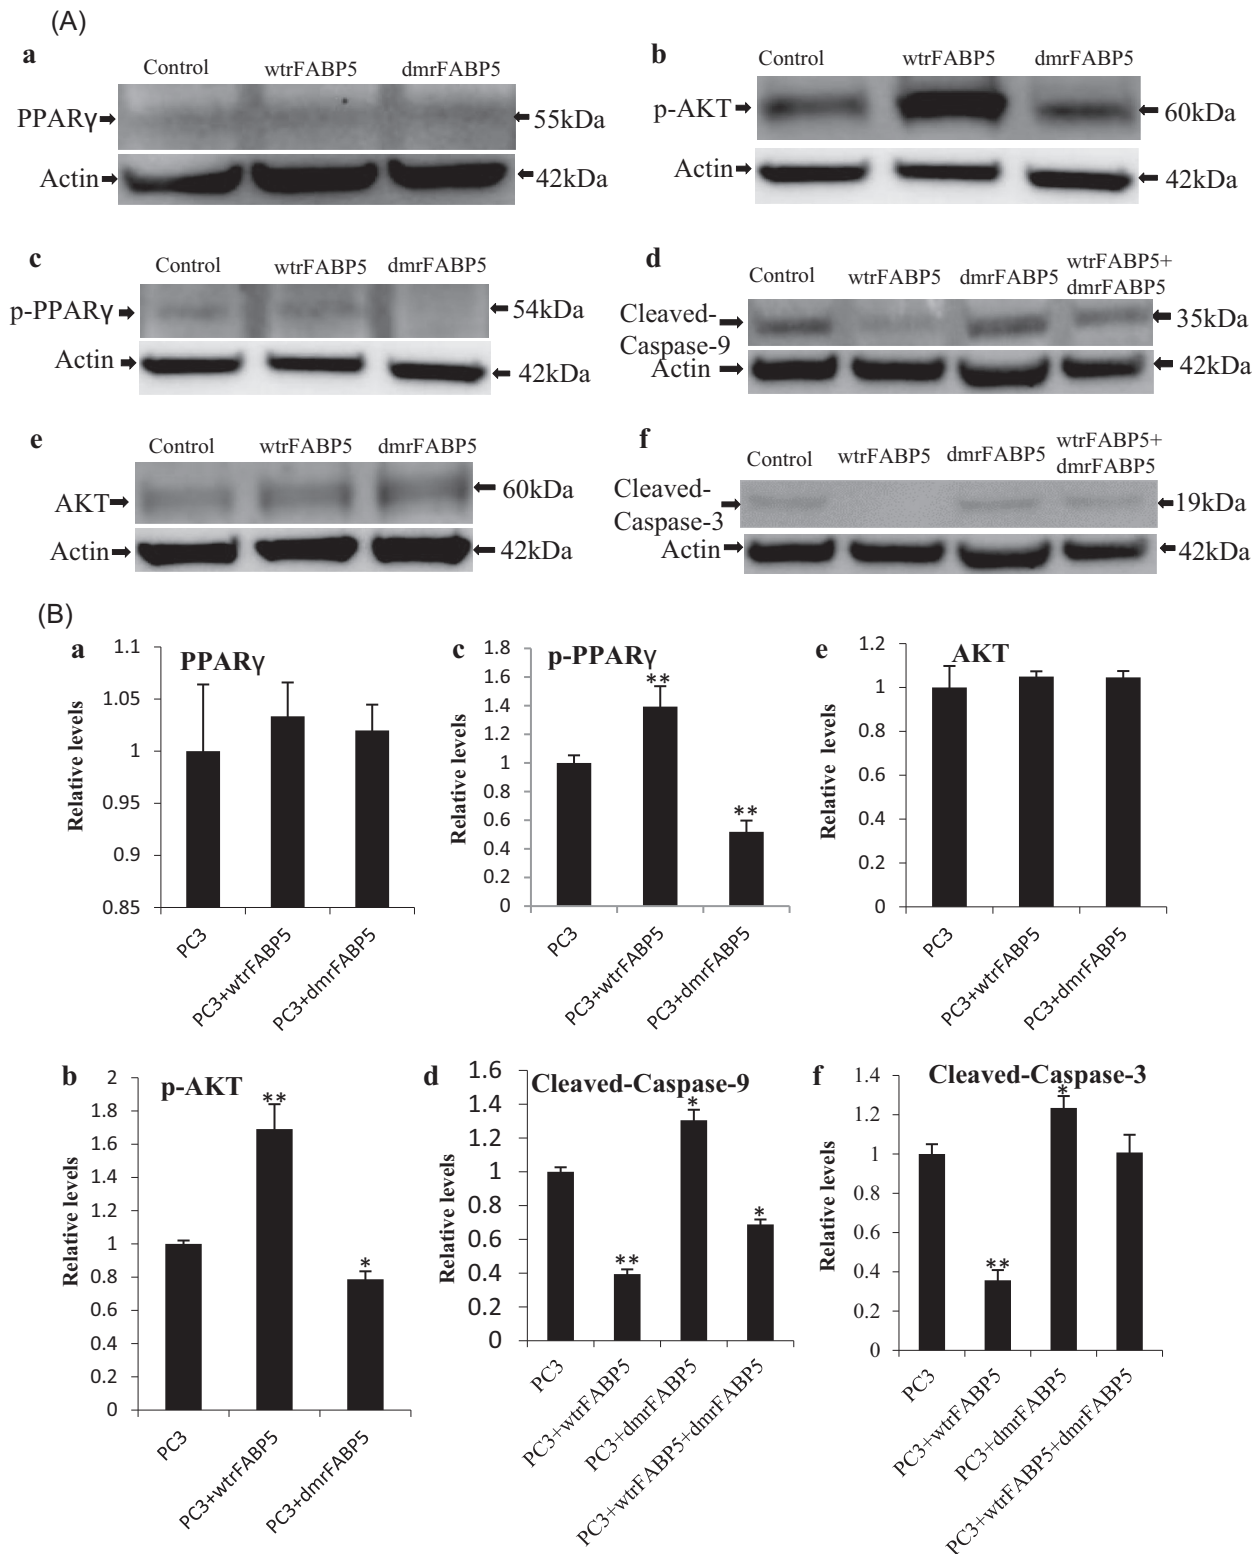 (A)
a
Control wtrFABP5 dmrFABP5
PPARγ 55kDa
Actin 42kDa
b
Control wtrFABP5 dmrFABP5
p-AKT 60kDa
Actin 42kDa
c
Control wtrFABP5 dmrFABP5
p-PPARγ 54kDa
Actin 42kDa
d
Control wtrFABP5 dmrFABP5 wtrFABP5+
dmrFABP5
Cleaved- 35kDa
Caspase-9
Actin 42kDa
e
Control wtrFABP5 dmrFABP5
AKT 60kDa
Actin 42kDa
f
Control wtrFABP5 dmrFABP5 wtrFABP5+
dmrFABP5
Cleaved- 19kDa
Caspase-3
Actin 42kDa
(B)
a
PPARγ
Relative levels
1.1
1.05
1
0.95
0.9
0.85
PC3
PC3+wtrFABP5
PC3+dmrFABP5
c
p-PPARγ
Relative levels
1.8
1.6
1.4
1.2
1
0.8
0.6
0.4
0.2
0
**
**
PC3
PC3+wtrFABP5
PC3+dmrFABP5
e
AKT
Relative levels
1.2
1
0.8
0.6
0.4
0.2
0
PC3
PC3+wtrFABP5
PC3+dmrFABP5
b
p-AKT
Relative levels
2
1.8
1.6
1.4
1.2
1
0.8
0.6
0.4
0.2
0
**
*
PC3
PC3+wtrFABP5
PC3+dmrFABP5
d
Cleaved-Caspase-9
Relative levels
1.6
1.4
1.2
1
0.8
0.6
0.4
0.2
0
**
*
*
PC3
PC3+wtrFABP5
PC3+dmrFABP5
PC3+wtrFABP5+dmrFABP5
f
Cleaved-Caspase-3
Relative levels
1.4
1.2
1
0.8
0.6
0.4
0.2
0
**
*
PC3
PC3+wtrFABP5
PC3+dmrFABP5
PC3+wtrFABP5+dmrFABP5